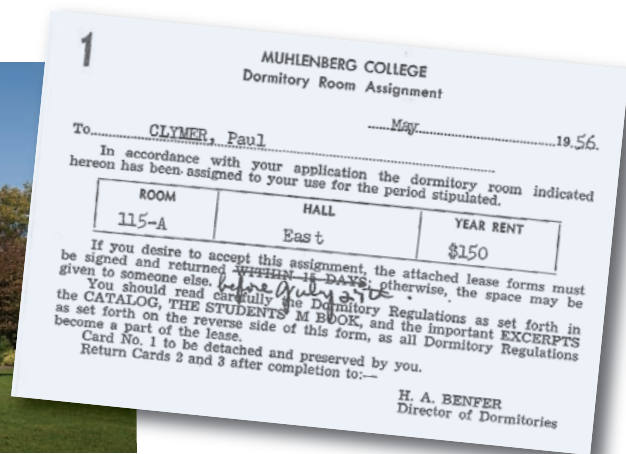 1
MUHLENBERG COLLEGE
Dormitory Room Assignment
May 1956.
To CLYMER, Paul
In accordance with your application the dormitory room indicated
hereon has been assigned to your use for the period stipulated.
ROOM HALL YEAR RENT
115-A East $150
If you desire to accept this assignment, the attached lease forms must
be signed and returned WITHIN 15 DAYS; otherwise, the space may be
given to someone else. before July
You should read carefully the Dormitory Regulations as set forth in
the CATALOG, THE STUDENTS' M BOOK, and the important EXCERPTS
as set forth on the reverse side of this form, as all Dormitory Regulations
become a part of the lease.
Card No. 1 to be detached and preserved by you.
Return Cards 2 and 3 after completion to:—
H. A. BENFER
Director of Dormitories